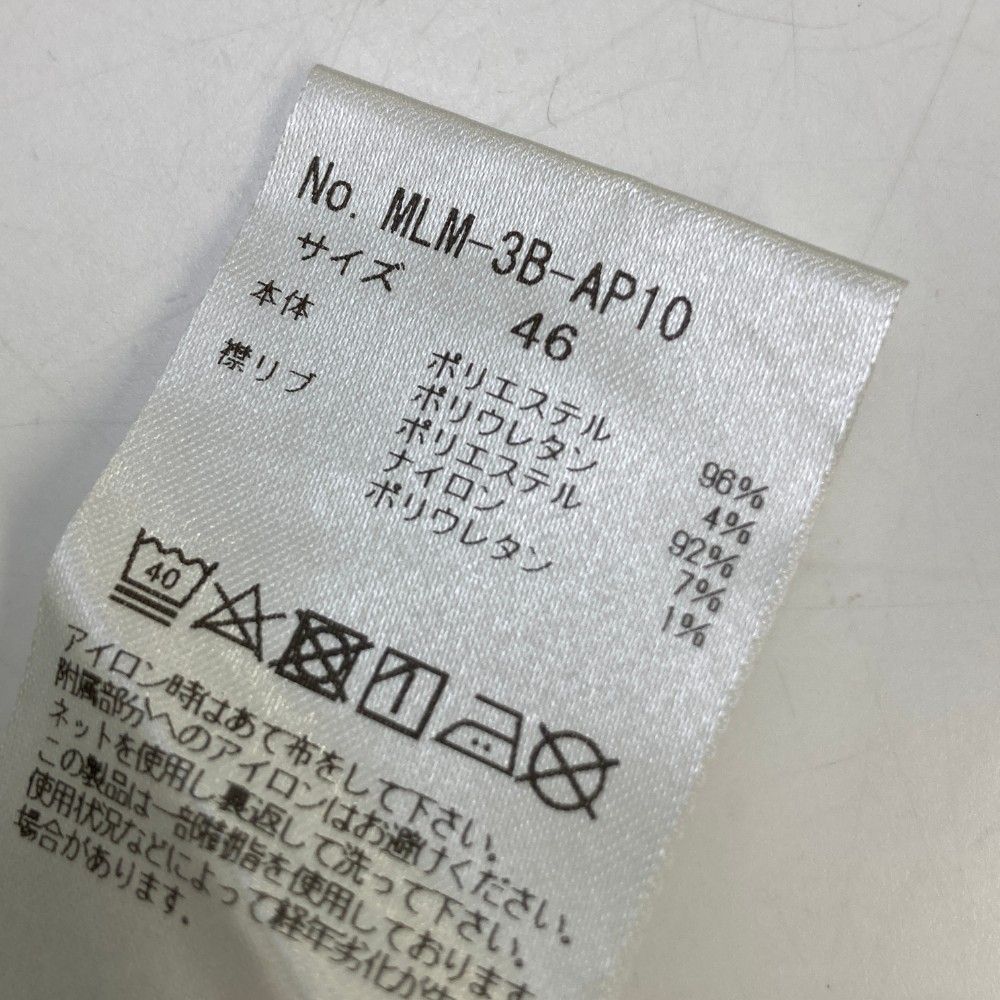 No. MLM-3B-AP10
サイズ 46
本体 ポリエステル 96%
ポリウレタン 4%
襟リブ ポリエステル 92%
ナイロン 7%
ポリウレタン 1%
40
アイロン時はあて布をして下さい。
附属部分へのアイロンはお避けください。
ネットを使用し裏返して洗って下さい。
この製品は一部樹脂を使用しております
使用状況などによって経年劣化が生
場合があります。